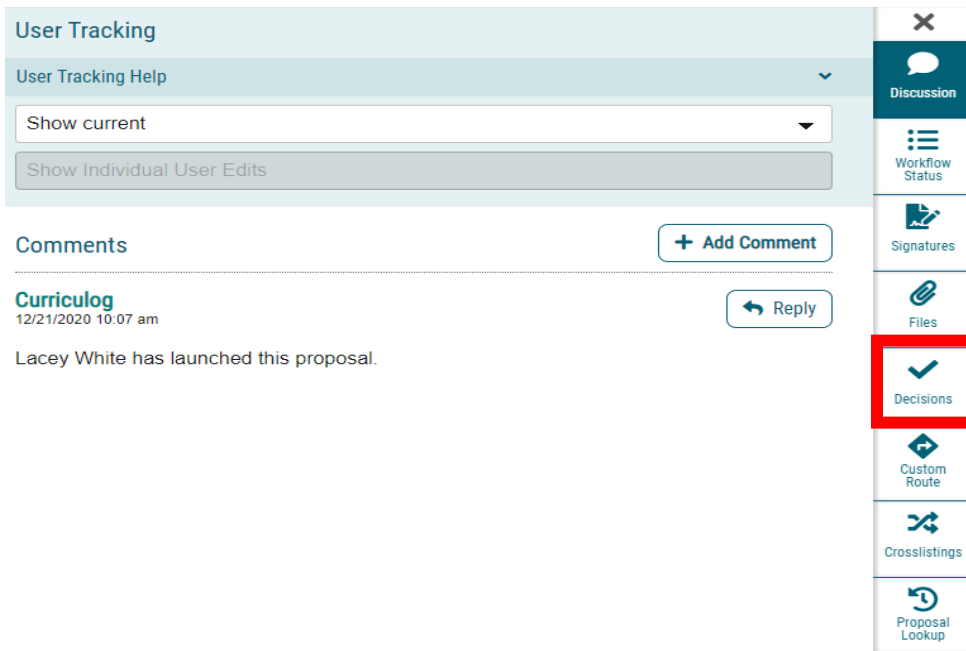 User Tracking
User Tracking Help
Show current
Show Individual User Edits
Comments
+ Add Comment
Curriculog
12/21/2020 10:07 am
Reply
Lacey White has launched this proposal.
Discussion
Workflow
Status
Signatures
Files
Decisions
Custom
Route
Crosslistings
Proposal
Lookup